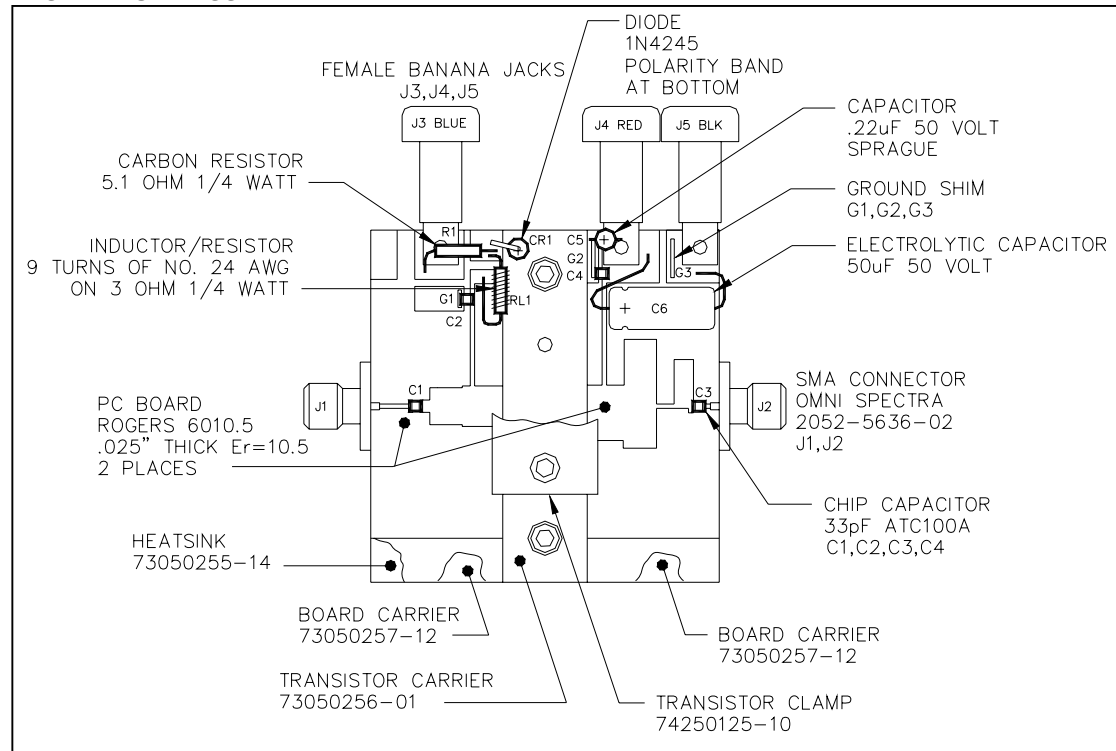 DIODE
1N4245
POLARITY BAND
AT BOTTOM
FEMALE BANANA JACKS
J3,J4,J5
J3 BLUE
J4 RED
J5 BLK
CAPACITOR
.22uF 50 VOLT
SPRAGUE
CARBON RESISTOR
5.1 OHM 1/4 WATT
GROUND SHIM
G1,G2,G3
INDUCTOR/RESISTOR
9 TURNS OF NO. 24 AWG
ON 3 OHM 1/4 WATT
ELECTROLYTIC CAPACITOR
50uF 50 VOLT
R1
CR1
C5
G2
C4
G3
G1
C2
RL1
+
C6
+
J1
C1
C3
J2
PC BOARD
ROGERS 6010.5
.025" THICK Er=10.5
2 PLACES
SMA CONNECTOR
OMNI SPECTRA
2052-5636-02
J1,J2
CHIP CAPACITOR
33pF ATC100A
C1,C2,C3,C4
HEATSINK
73050255-14
BOARD CARRIER
73050257-12
BOARD CARRIER
73050257-12
TRANSISTOR CARRIER
73050256-01
TRANSISTOR CLAMP
74250125-10